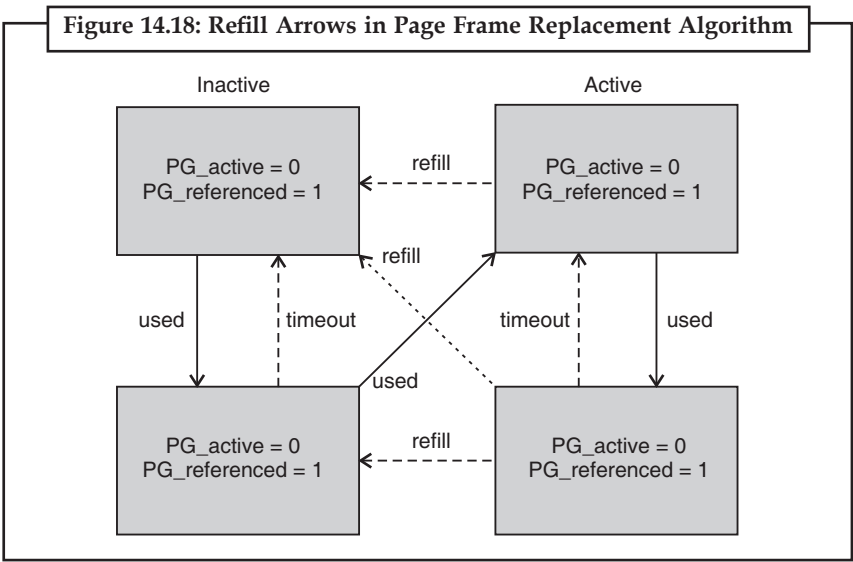 Figure 14.18: Refill Arrows in Page Frame Replacement Algorithm
Inactive
Active
PG_active = 0
PG_referenced = 1
refill
PG_active = 0
PG_referenced = 1
refill
used
timeout
timeout
used
used
PG_active = 0
PG_referenced = 1
refill
PG_active = 0
PG_referenced = 1